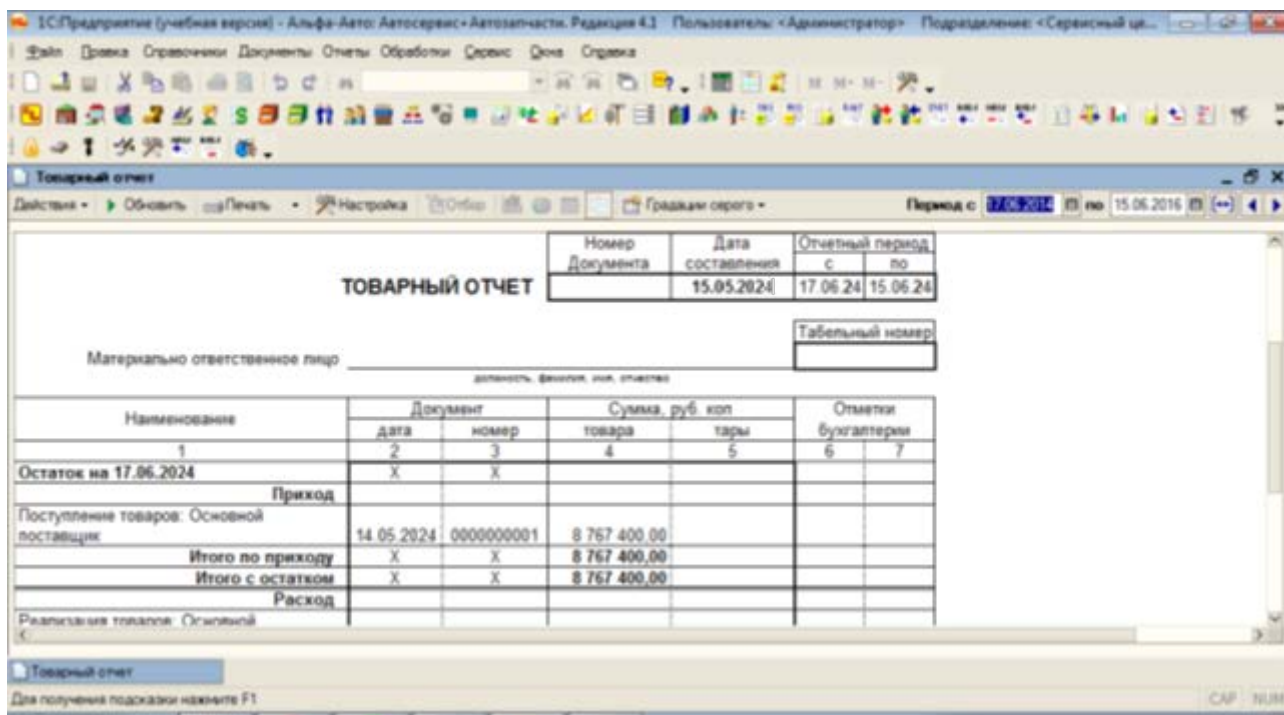 1С:Предприятие (учебная версия) - Альфа-Авто: Автосервис+Автозапчасти. Редакция 4.1 Пользователь: <Администратор> Подразделение: <Сервисный це...
Файл Правка Справочники Документы Отчеты Обработки Сервис Окна Справка
M M+ M-
Товарный отчет
Действия Обновить Печать Настройка Отбор Градации серого Период с 17.06.2014 по 15.06.2016
Номер Дата Отчетный период
Документа составления с по
ТОВАРНЫЙ ОТЧЕТ 15.05.2024 17.06.24 15.06.24
Табельный номер
Материально ответственное лицо
должность, фамилия, имя, отчество
Наименование Документ Сумма, руб. коп Отметки
дата номер товара тары бухгалтерии
1 2 3 4 5 6 7
Остаток на 17.06.2024 X X
Приход
Поступление товаров: Основной
поставщик 14.05.2024 0000000001 8 767 400,00
Итого по приходу X X 8 767 400,00
Итого с остатком X X 8 767 400,00
Расход
Реализация товаров: Основной
Товарный отчет
Для получения подсказки нажмите F1 CAP NUM